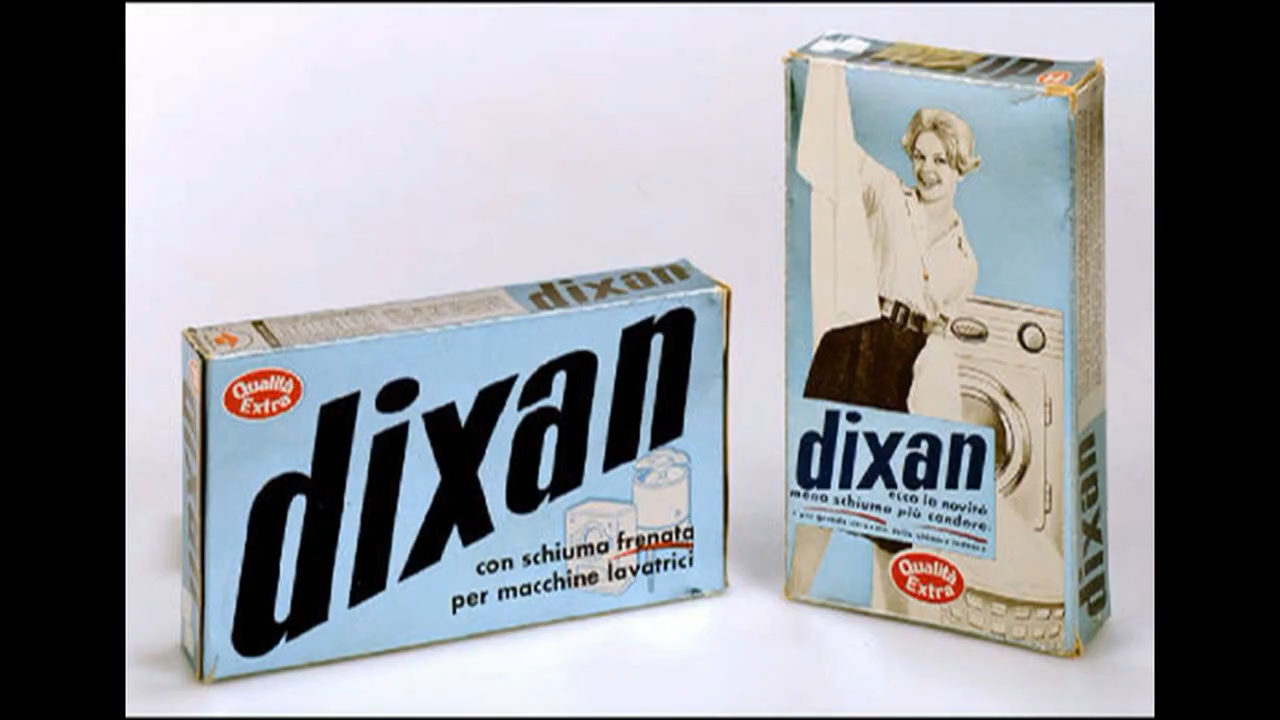 dixan
Qualità
Extra
dixan
con schiuma frenata
per macchine lavatrici
dixan
dixan
ecco la novità
meno schiuma più candore:
Qualità
Extra
dixan